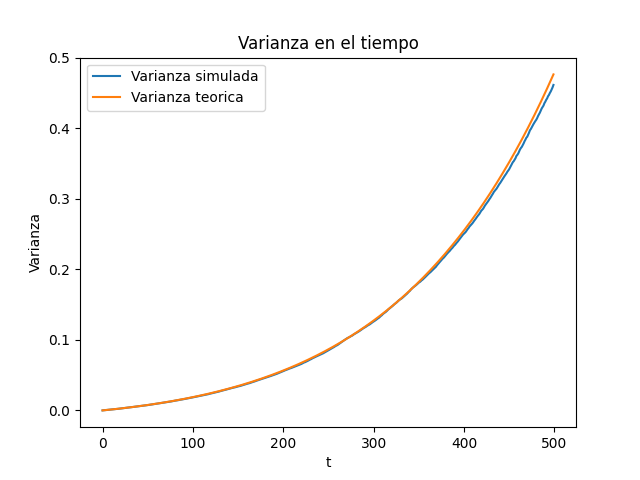 Varianza en el tiempo
Varianza simulada
Varianza teorica
Varianza
0.5
0.4
0.3
0.2
0.1
0.0
0 100 200 300 400 500
t